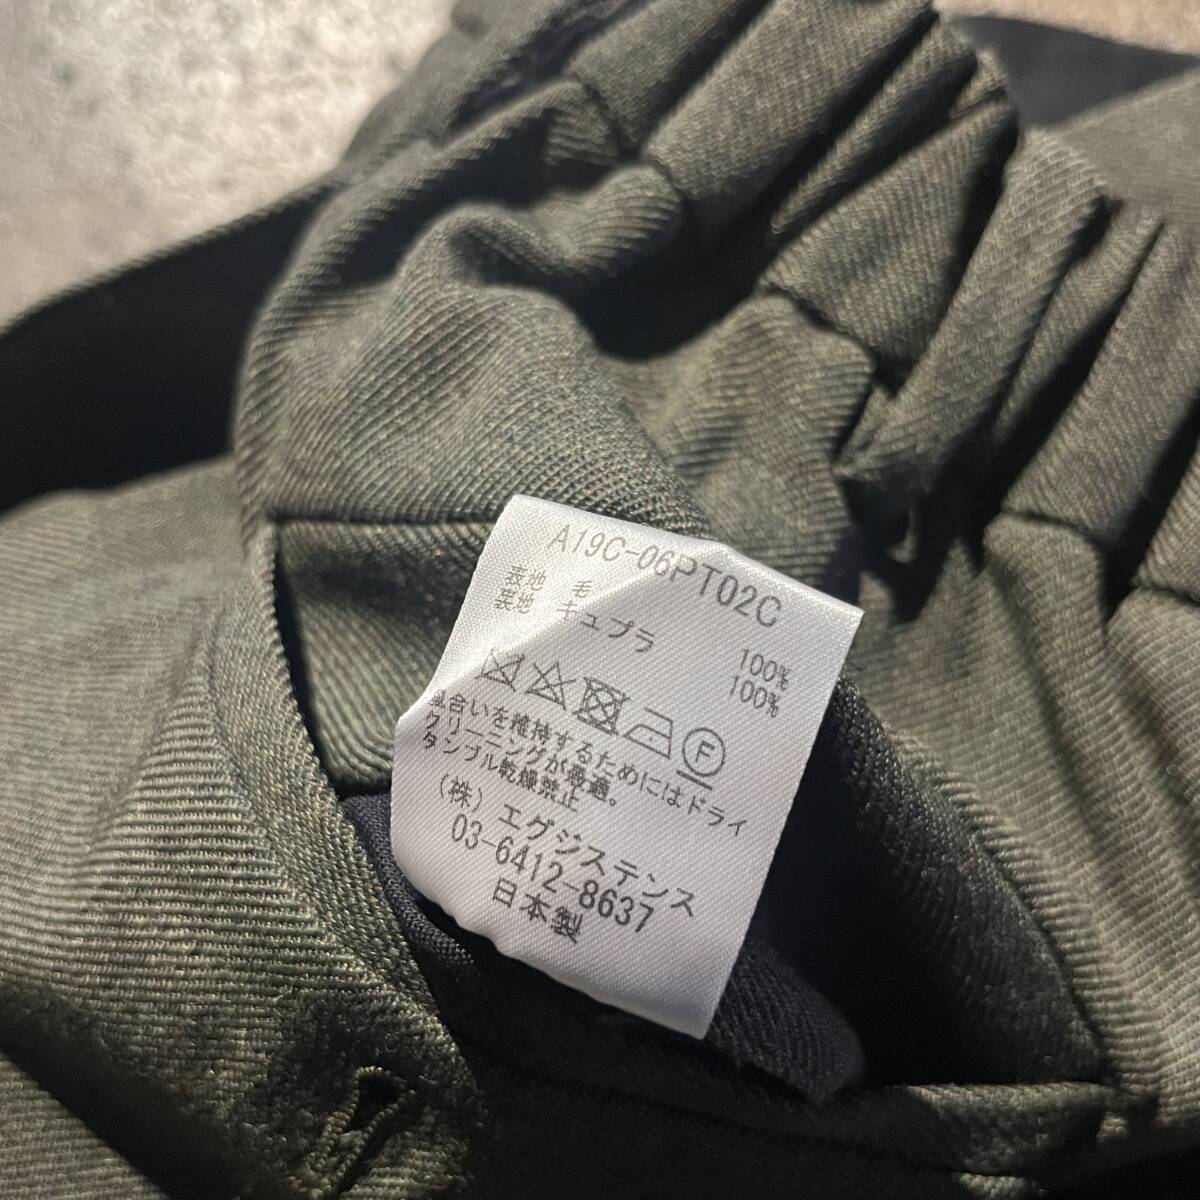 A19C-06PT02C
表地 毛 100%
裏地 キュプラ 100%
F
風合いを維持するためにはドライ
クリーニングが最適。
タンブル乾燥禁止
(株) エグジステンス
03-6412-8637
日本製